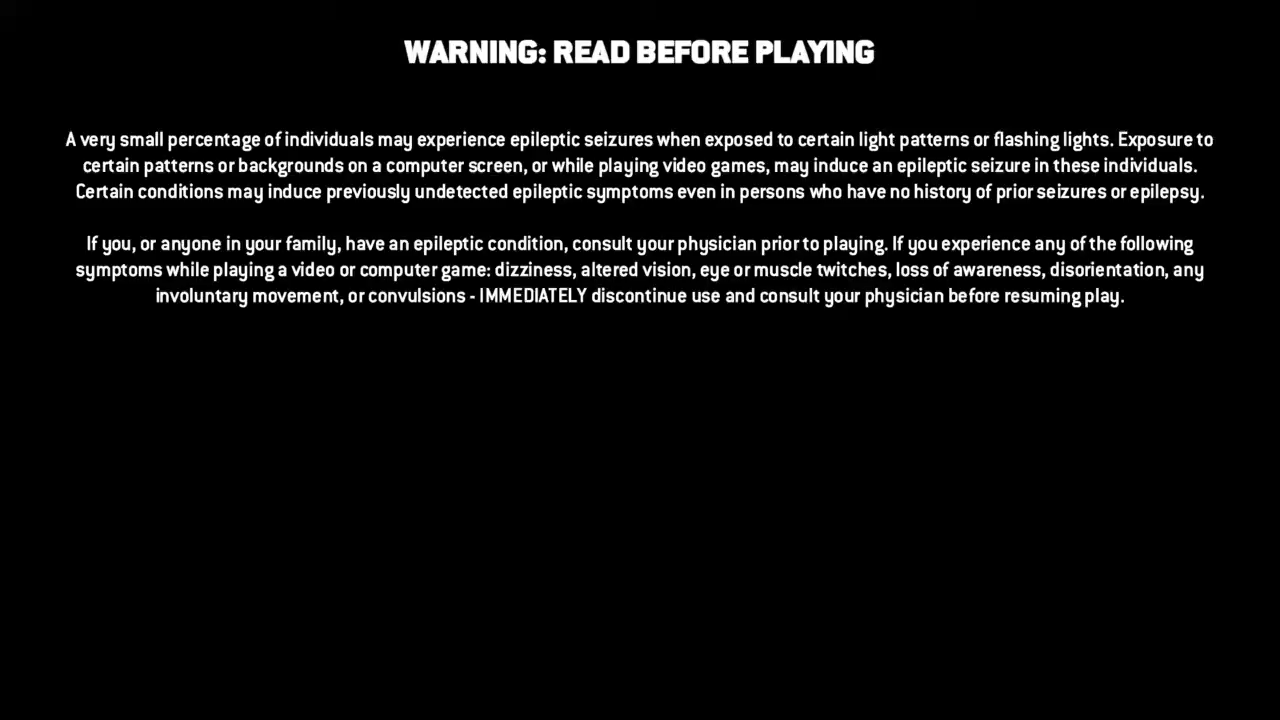 WARNING: READ BEFORE PLAYING
A very small percentage of individuals may experience epileptic seizures when exposed to certain light patterns or flashing lights. Exposure to
certain patterns or backgrounds on a computer screen, or while playing video games, may induce an epileptic seizure in these individuals.
Certain conditions may induce previously undetected epileptic symptoms even in persons who have no history of prior seizures or epilepsy.
If you, or anyone in your family, have an epileptic condition, consult your physician prior to playing. If you experience any of the following
symptoms while playing a video or computer game: dizziness, altered vision, eye or muscle twitches, loss of awareness, disorientation, any
involuntary movement, or convulsions - IMMEDIATELY discontinue use and consult your physician before resuming play.